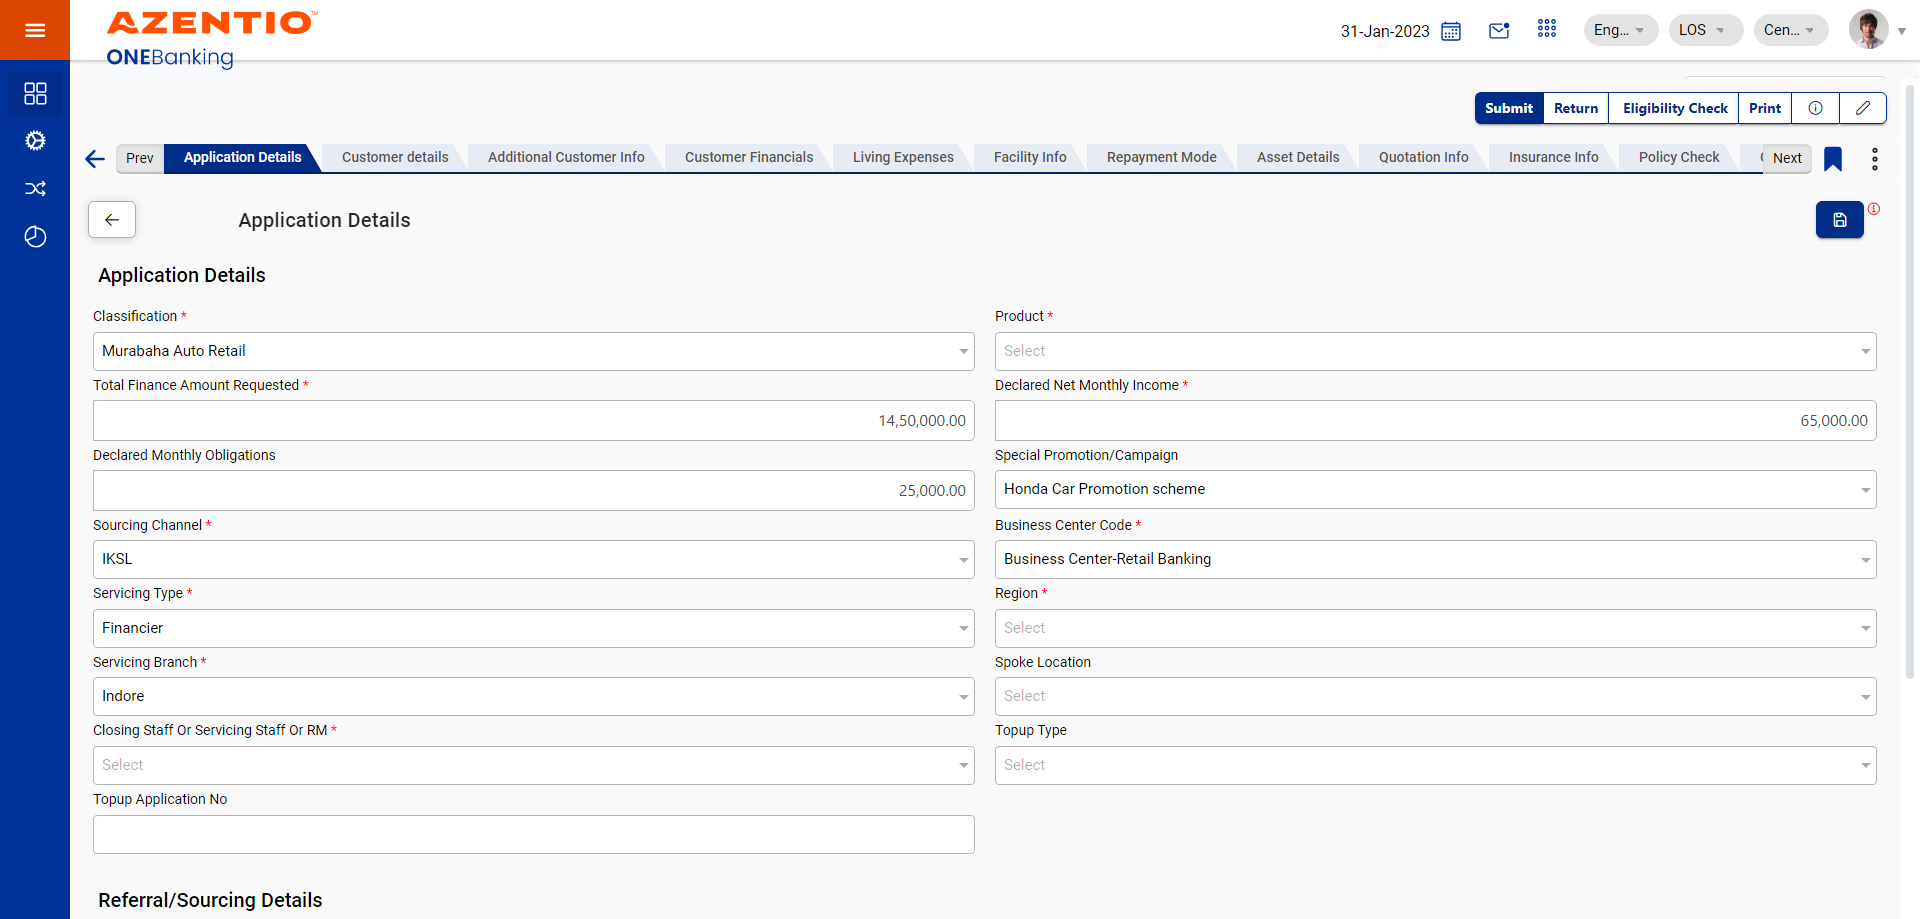 AZENTIO™
ONEBanking
31-Jan-2023
Eng...
LOS
Cen...
Submit
Return
Eligibility Check
Print
Prev
Application Details
Customer details
Additional Customer Info
Customer Financials
Living Expenses
Facility Info
Repayment Mode
Asset Details
Quotation Info
Insurance Info
Policy Check
Next
Application Details
Application Details
Classification *
Product *
Murabaha Auto Retail
Select
Total Finance Amount Requested *
Declared Net Monthly Income *
14,50,000.00
65,000.00
Declared Monthly Obligations
Special Promotion/Campaign
25,000.00
Honda Car Promotion scheme
Sourcing Channel *
Business Center Code *
IKSL
Business Center-Retail Banking
Servicing Type *
Region *
Financier
Select
Servicing Branch *
Spoke Location
Indore
Select
Closing Staff Or Servicing Staff Or RM *
Topup Type
Select
Select
Topup Application No
Referral/Sourcing Details